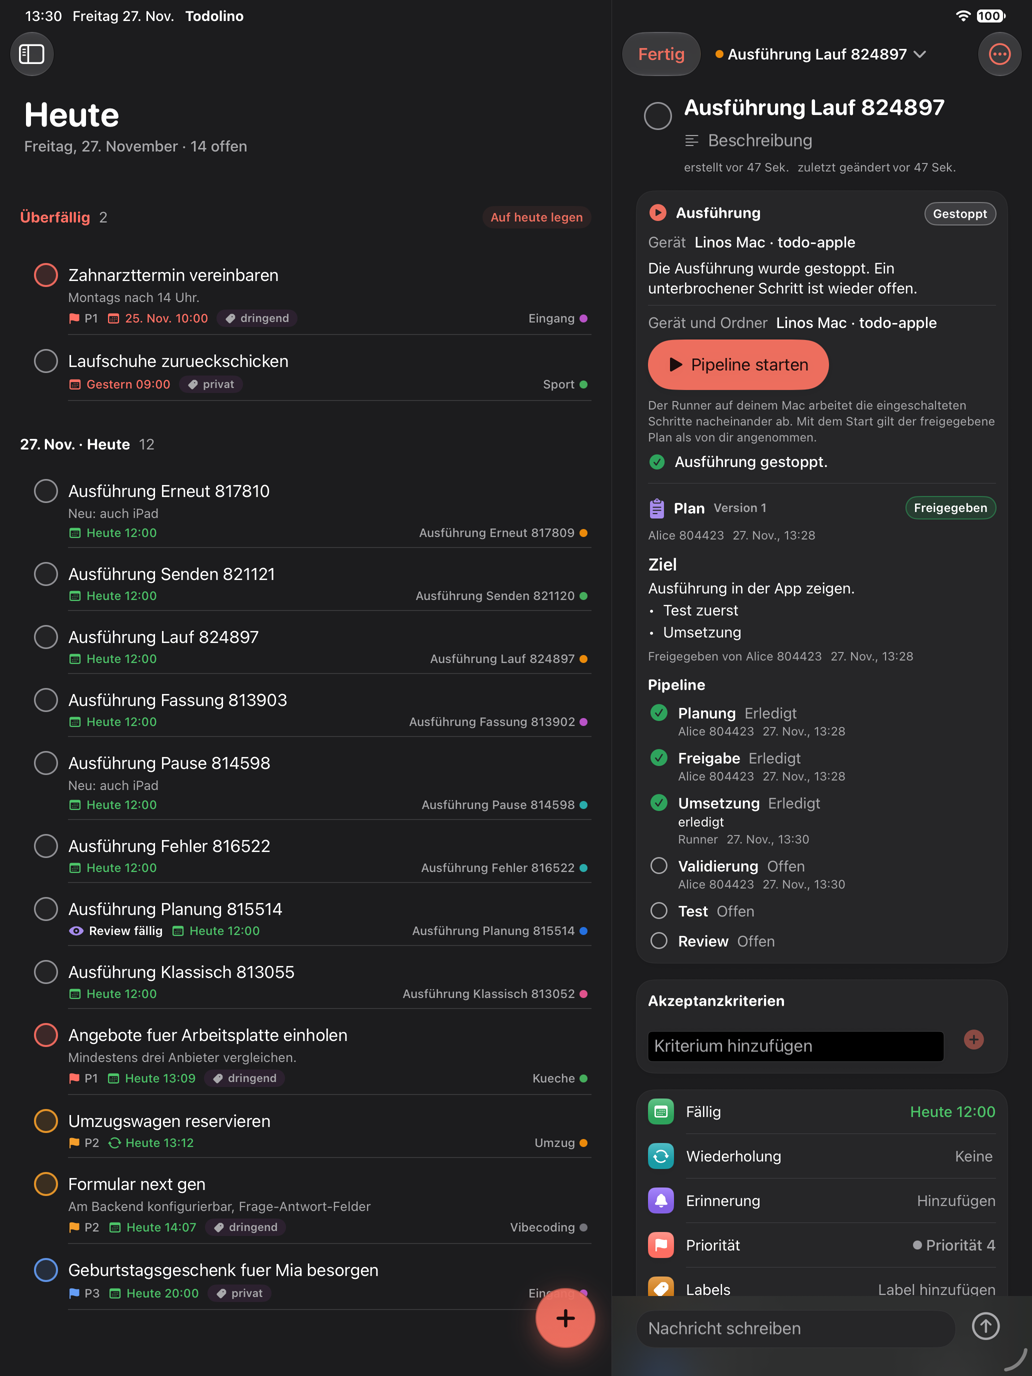 13:30 Freitag 27. Nov. Todolino
100
Heute
Freitag, 27. November · 14 offen
Überfällig 2
Auf heute legen
Zahnarzttermin vereinbaren
Montags nach 14 Uhr.
P1 25. Nov. 10:00 dringend
Eingang
Laufschuhe zurueckschicken
Gestern 09:00 privat
Sport
27. Nov. · Heute 12
Ausführung Erneut 817810
Neu: auch iPad
Heute 12:00
Ausführung Erneut 817809
Ausführung Senden 821121
Heute 12:00
Ausführung Senden 821120
Ausführung Lauf 824897
Heute 12:00
Ausführung Lauf 824897
Ausführung Fassung 813903
Heute 12:00
Ausführung Fassung 813902
Ausführung Pause 814598
Neu: auch iPad
Heute 12:00
Ausführung Pause 814598
Ausführung Fehler 816522
Heute 12:00
Ausführung Fehler 816522
Ausführung Planung 815514
Review fällig Heute 12:00
Ausführung Planung 815514
Ausführung Klassisch 813055
Heute 12:00
Ausführung Klassisch 813052
Angebote fuer Arbeitsplatte einholen
Mindestens drei Anbieter vergleichen.
P1 Heute 13:09 dringend
Kueche
Umzugswagen reservieren
P2 Heute 13:12
Umzug
Formular next gen
Am Backend konfigurierbar, Frage-Antwort-Felder
P2 Heute 14:07 dringend
Vibecoding
Geburtstagsgeschenk fuer Mia besorgen
P3 Heute 20:00 privat
Fertig
Ausführung Lauf 824897
Ausführung Lauf 824897
Beschreibung
erstellt vor 47 Sek. zuletzt geändert vor 47 Sek.
Ausführung
Gestoppt
Gerät Linos Mac · todo-apple
Die Ausführung wurde gestoppt. Ein
unterbrochener Schritt ist wieder offen.
Gerät und Ordner Linos Mac · todo-apple
Pipeline starten
Der Runner auf deinem Mac arbeitet die eingeschalteten
Schritte nacheinander ab. Mit dem Start gilt der freigegebene
Plan als von dir angenommen.
Ausführung gestoppt.
Plan Version 1
Freigegeben
Alice 804423 27. Nov., 13:28
Ziel
Ausführung in der App zeigen.
• Test zuerst
• Umsetzung
Freigegeben von Alice 804423 27. Nov., 13:28
Pipeline
Planung Erledigt
Alice 804423 27. Nov., 13:28
Freigabe Erledigt
Alice 804423 27. Nov., 13:28
Umsetzung Erledigt
erledigt
Runner 27. Nov., 13:30
Validierung Offen
Alice 804423 27. Nov., 13:30
Test Offen
Review Offen
Akzeptanzkriterien
Kriterium hinzufügen
Fällig Heute 12:00
Wiederholung Keine
Erinnerung Hinzufügen
Priorität Priorität 4
Labels Label hinzufügen
Nachricht schreiben